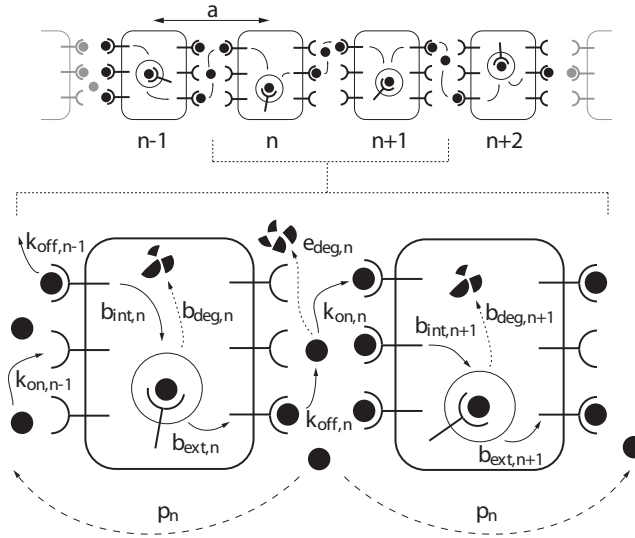 a
n-1 n n+1 n+2
k_off,n-1 e_deg,n
b_int,n b_deg,n k_on,n b_int,n+1 b_deg,n+1
k_on,n-1
b_ext,n k_off,n b_ext,n+1
p_n p_n